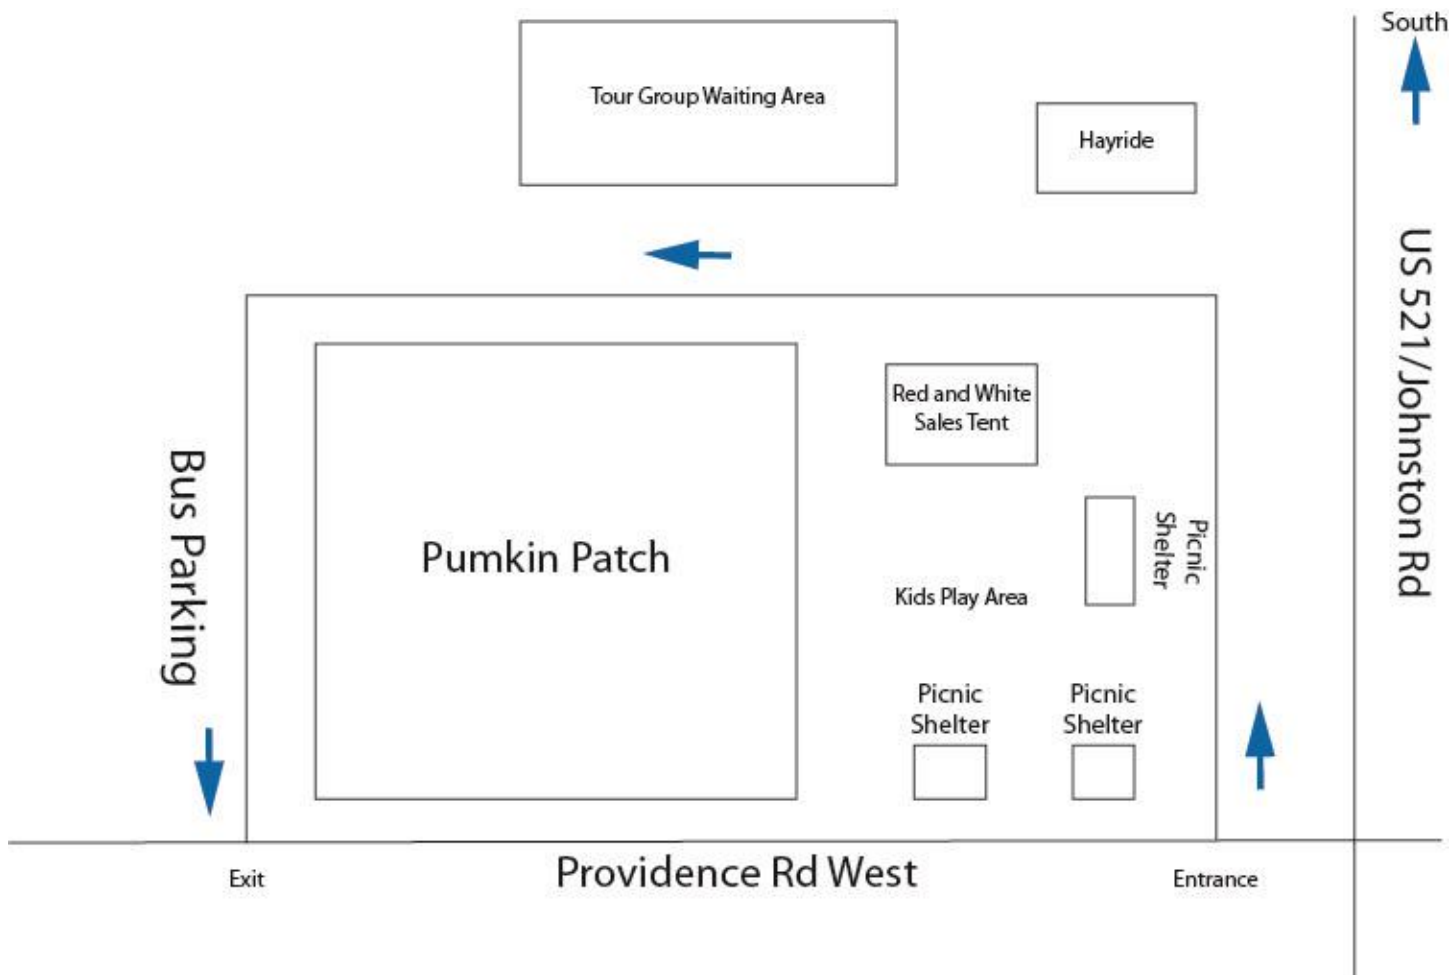 South
Tour Group Waiting Area
Hayride
US 521/Johnston Rd
Red and White
Sales Tent
Bus Parking
Pumkin Patch
Picnic
Shelter
Kids Play Area
Picnic
Shelter
Picnic
Shelter
Exit
Providence Rd West
Entrance